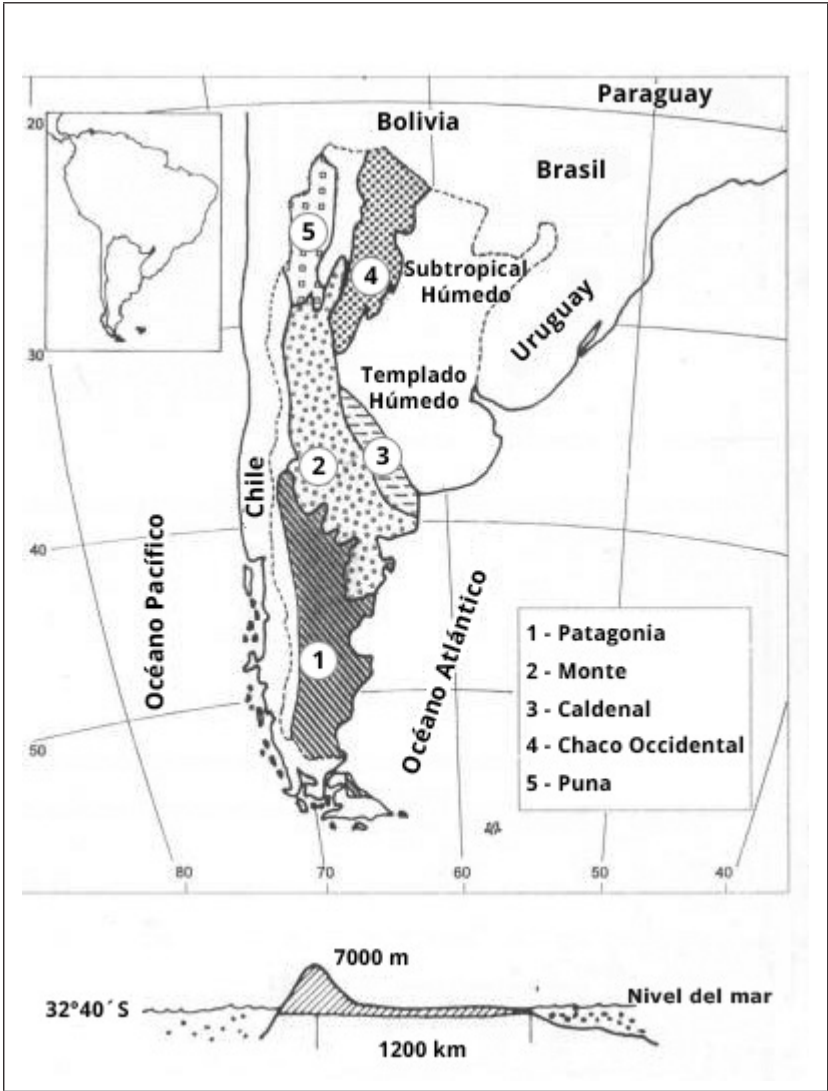 Paraguay
Bolivia
20
Brasil
5
4
Subtropical
Húmedo
Uruguay
30
Templado
Húmedo
3
2
Chile
40
Océano Pacífico
Océano Atlántico
1
1 - Patagonia
2 - Monte
3 - Caldenal
4 - Chaco Occidental
5 - Puna
50
80
70
60
50
40
7000 m
32°40´S
Nivel del mar
1200 km